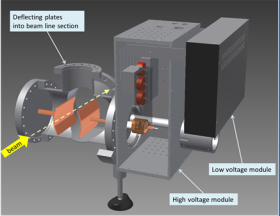 Deflecting plates
into beam line section
beam
Low voltage module
High voltage module